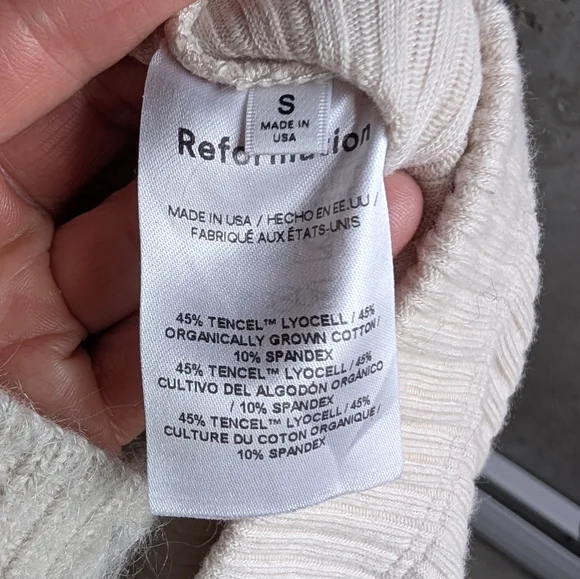 S
MADE IN
USA
Reformation
MADE IN USA / HECHO EN EE.UU /
FABRIQUÉ AUX ÉTATS-UNIS
45% TENCEL™ LYOCELL / 45%
ORGANICALLY GROWN COTTON /
10% SPANDEX
45% TENCEL™ LYOCELL / 45%
CULTIVO DEL ALGODÓN ORGÁNICO
/ 10% SPANDEX
45% TENCEL™ LYOCELL / 45%
CULTURE DU COTON ORGANIQUE /
10% SPANDEX